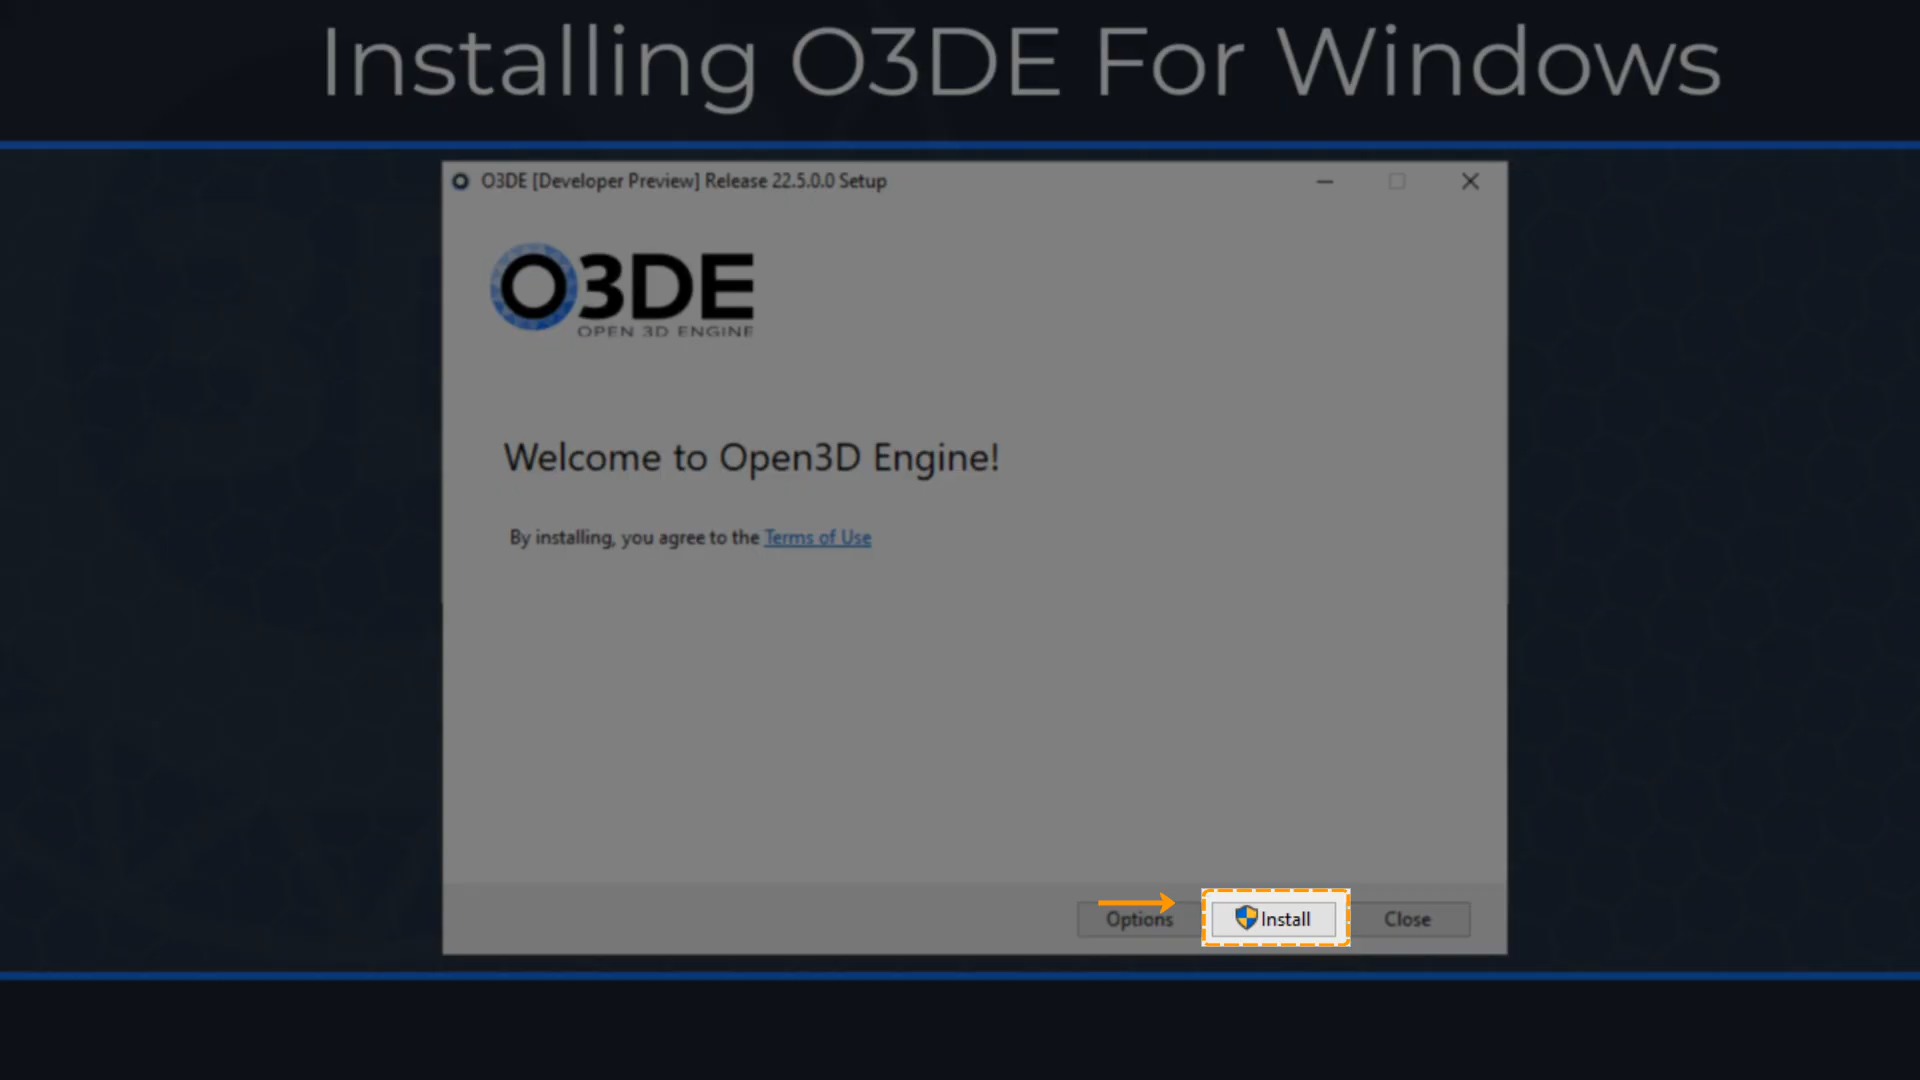 Installing O3DE For Windows
O3DE [Developer Preview] Release 22.5.0.0 Setup
O3DE
OPEN 3D ENGINE
Welcome to Open3D Engine!
By installing, you agree to the Terms of Use
Options Install Close